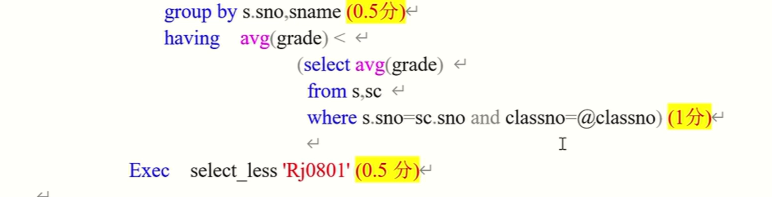 group by s.sno,sname (0.5分)
having avg(grade) <
(select avg(grade)
from s,sc
where s.sno=sc.sno and classno=@classno) (1分)
Exec select_less 'Rj0801' (0.5 分)